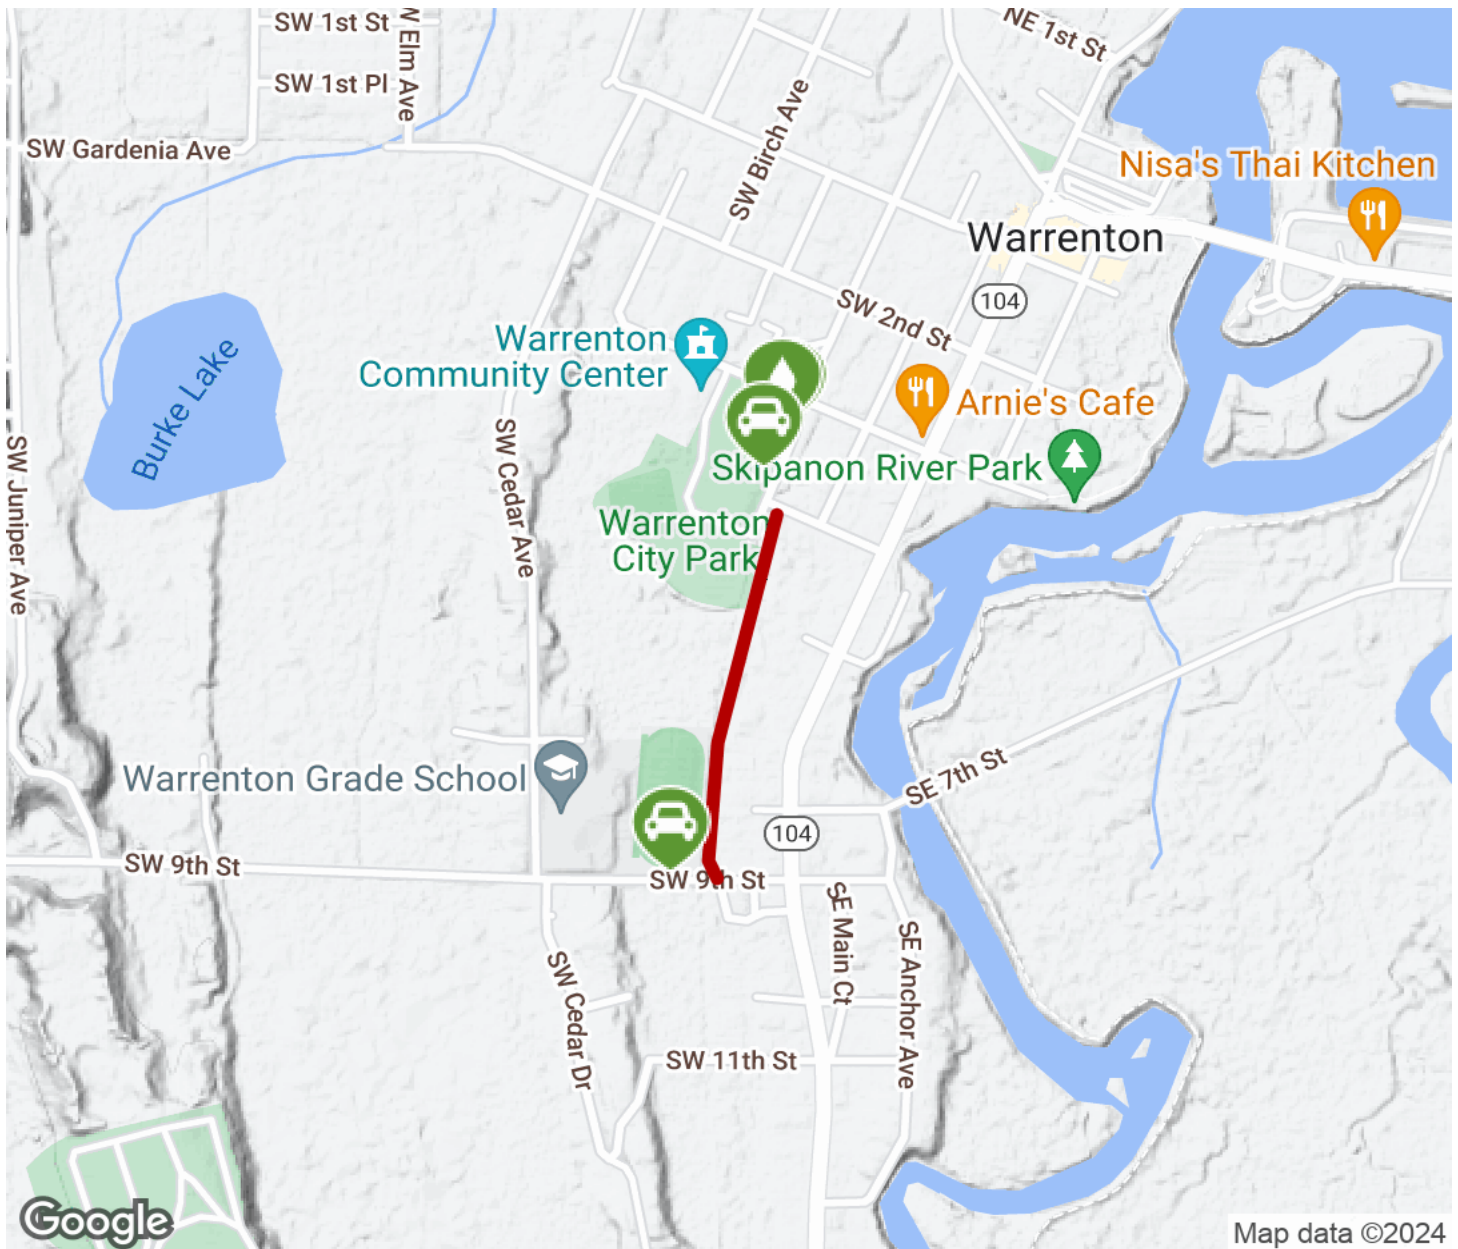 SW 1st St
W Elm Ave
NE 1st St
SW 1st Pl
SW Birch Ave
SW Gardenia Ave
Nisa's Thai Kitchen
Warrenton
104
SW 2nd St
Warrenton
Community Center
Burke Lake
Arnie's Cafe
SW Cedar Ave
SW Juniper Ave
Skipanon River Park
Warrenton
City Park
Warrenton Grade School
SE 7th St
104
SW 9th St
SW 9th St
SE Main Ct
SE Anchor Ave
SW Cedar Dr
SW 11th St
Google
Map data ©2024